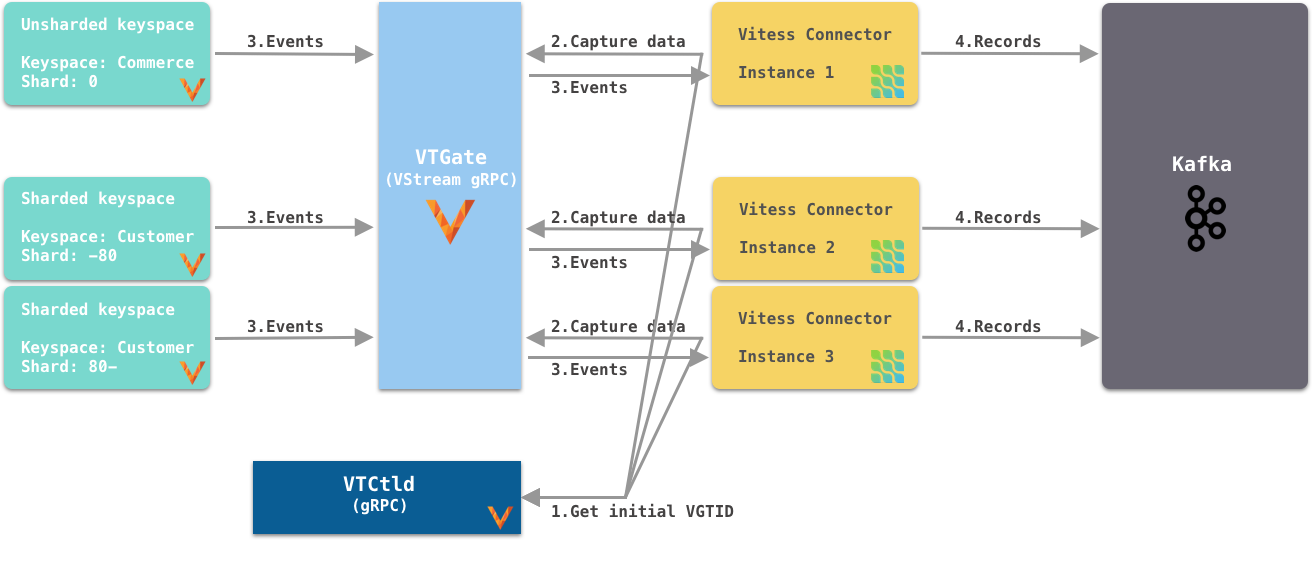 Unsharded keyspace
Keyspace: Commerce
Shard: 0
3.Events
2.Capture data
3.Events
Vitess Connector
Instance 1
4.Records
VTGate
(VStream gRPC)
Kafka
Sharded keyspace
Keyspace: Customer
Shard: -80
3.Events
2.Capture data
3.Events
Vitess Connector
Instance 2
4.Records
Sharded keyspace
Keyspace: Customer
Shard: 80-
3.Events
2.Capture data
3.Events
Vitess Connector
Instance 3
4.Records
VTCtld
(gRPC)
1.Get initial VGTID